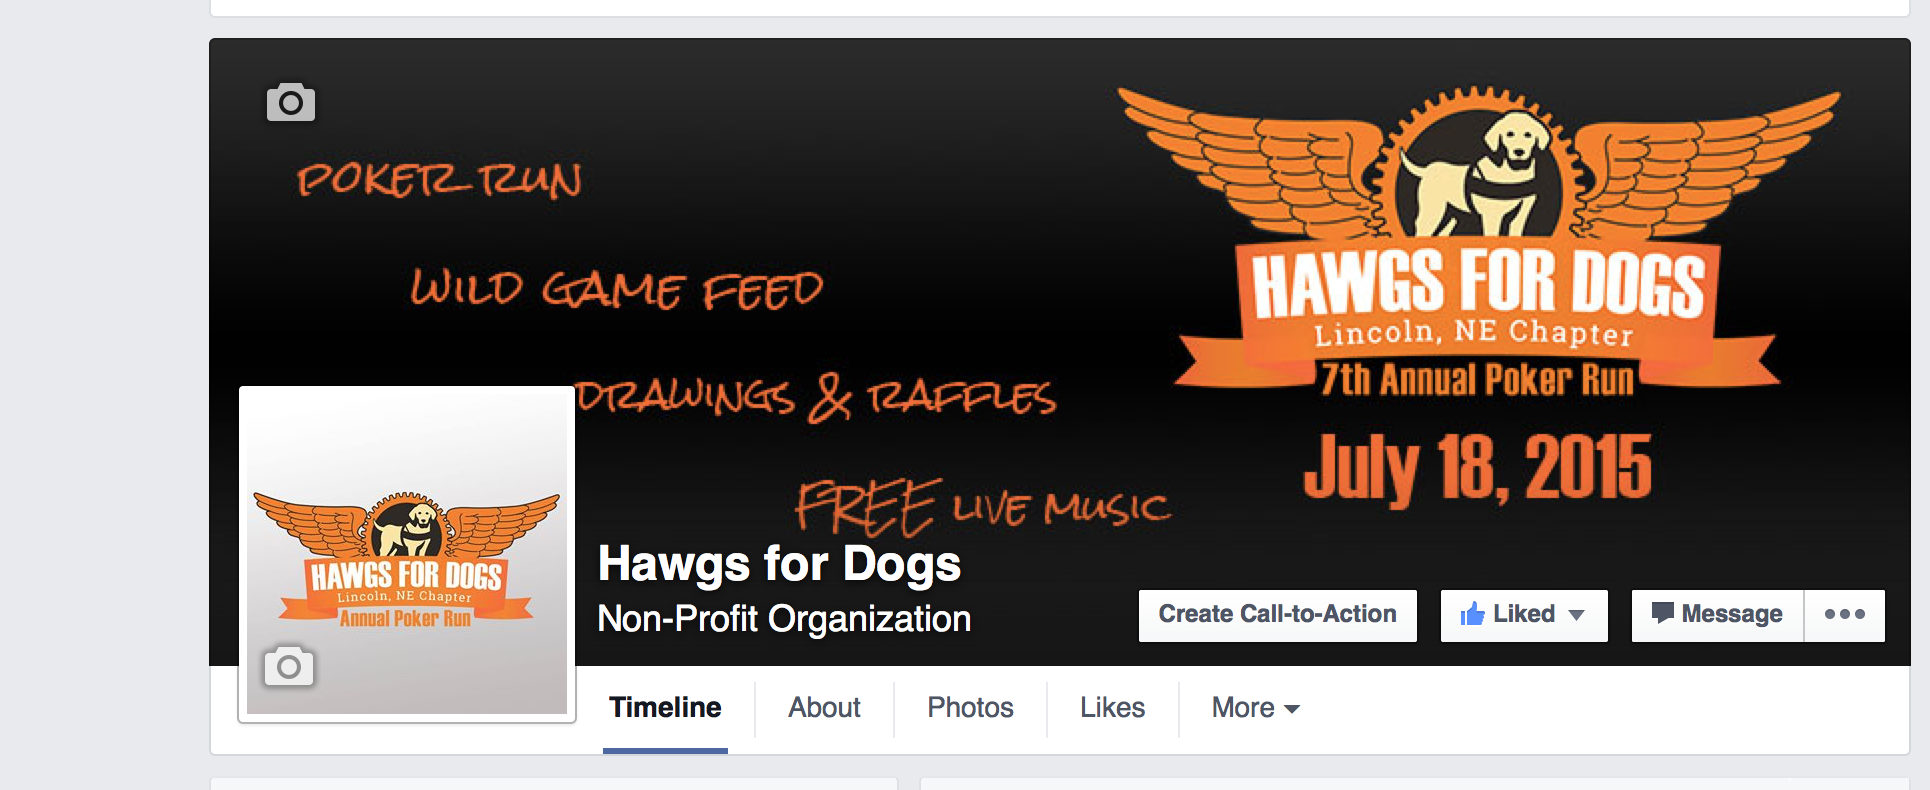 POKER RUN
WILD GAME FEED
DRAWINGS & RAFFLES
FREE LIVE MUSIC
HAWGS FOR DOGS
Lincoln, NE Chapter
7th Annual Poker Run
July 18, 2015
HAWGS FOR DOGS
Lincoln, NE Chapter
Annual Poker Run
Hawgs for Dogs
Non-Profit Organization
Create Call-to-Action
Liked
Message
Timeline
About
Photos
Likes
More